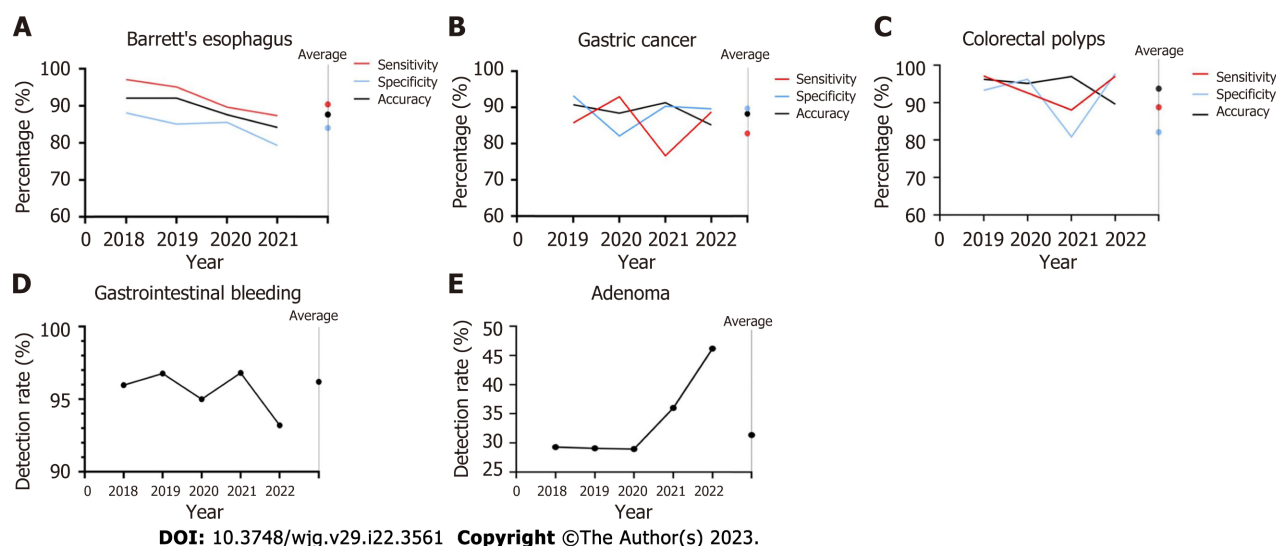 A
Barrett's esophagus
Average
Sensitivity
Specificity
Accuracy
Percentage (%)
100
90
80
70
60
0 2018 2019 2020 2021
Year
B
Gastric cancer
Average
Sensitivity
Specificity
Accuracy
Percentage (%)
100
90
80
70
60
0 2019 2020 2021 2022
Year
C
Colorectal polyps
Average
Sensitivity
Specificity
Accuracy
Percentage (%)
100
90
80
70
60
0 2019 2020 2021 2022
Year
D
Gastrointestinal bleeding
Average
Detection rate (%)
100
95
90
0 2018 2019 2020 2021 2022
Year
E
Adenoma
Average
Detection rate (%)
50
45
40
35
30
25
0 2018 2019 2020 2021 2022
Year
DOI: 10.3748/wjg.v29.i22.3561 Copyright ©The Author(s) 2023.